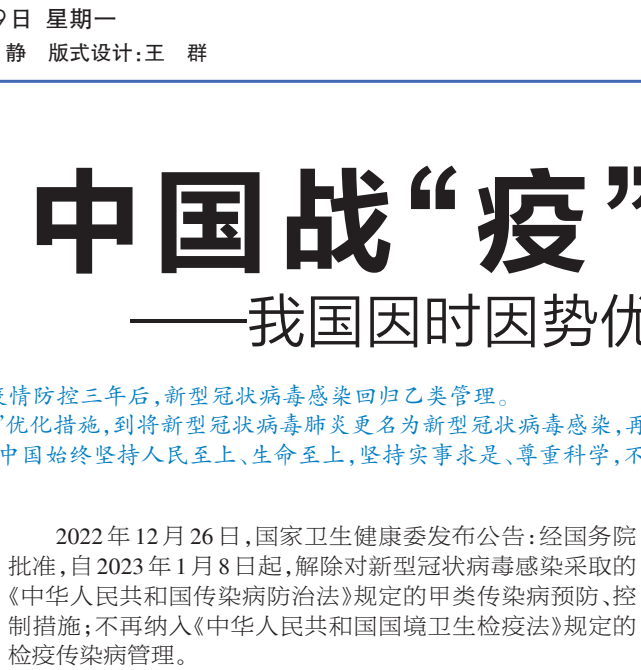 9日 星期一
静 版式设计:王 群
中国战“疫”
——我国因时因势优
疫情防控三年后,新型冠状病毒感染回归乙类管理。
”优化措施,到将新型冠状病毒肺炎更名为新型冠状病毒感染,再
中国始终坚持人民至上、生命至上,坚持实事求是、尊重科学,不
2022年12月26日,国家卫生健康委发布公告:经国务院
批准,自2023年1月8日起,解除对新型冠状病毒感染采取的
《中华人民共和国传染病防治法》规定的甲类传染病预防、控
制措施;不再纳入《中华人民共和国国境卫生检疫法》规定的
检疫传染病管理。